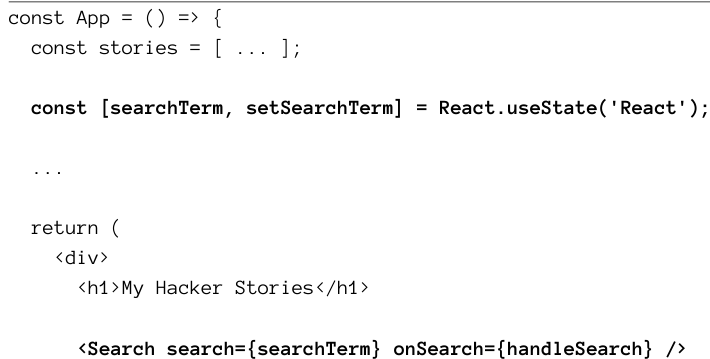 const App = () => {
const stories = [ ... ];
const [searchTerm, setSearchTerm] = React.useState('React');
...
return (
<div>
<h1>My Hacker Stories</h1>
<Search search={searchTerm} onSearch={handleSearch} />